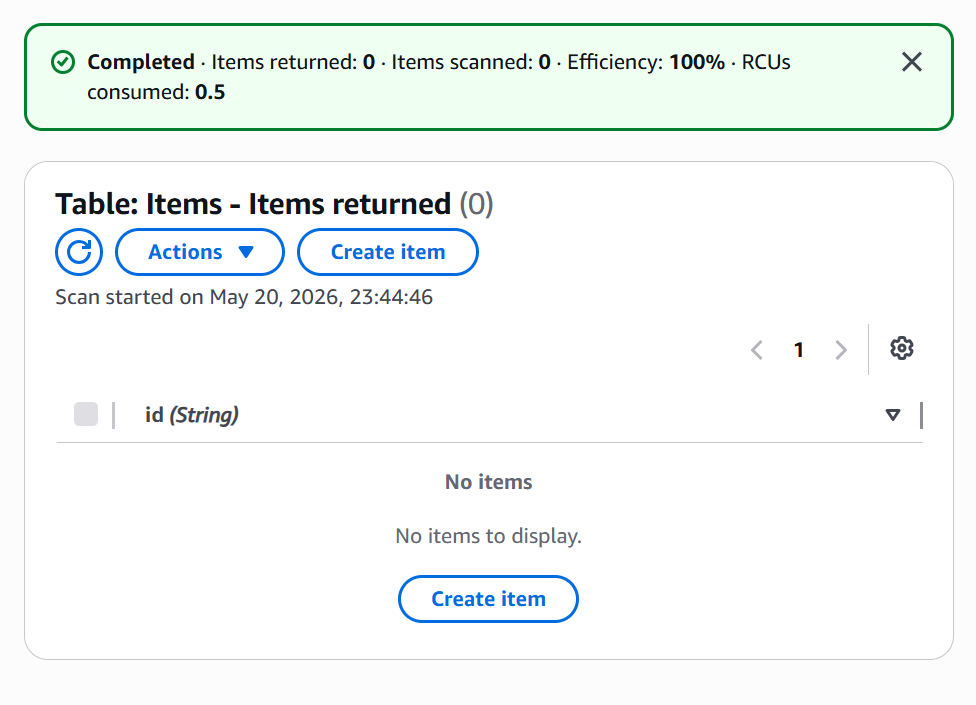 Completed · Items returned: 0 · Items scanned: 0 · Efficiency: 100% · RCUs
consumed: 0.5
Table: Items - Items returned (0)
Actions
Create item
Scan started on May 20, 2026, 23:44:46
1
id (String)
No items
No items to display.
Create item